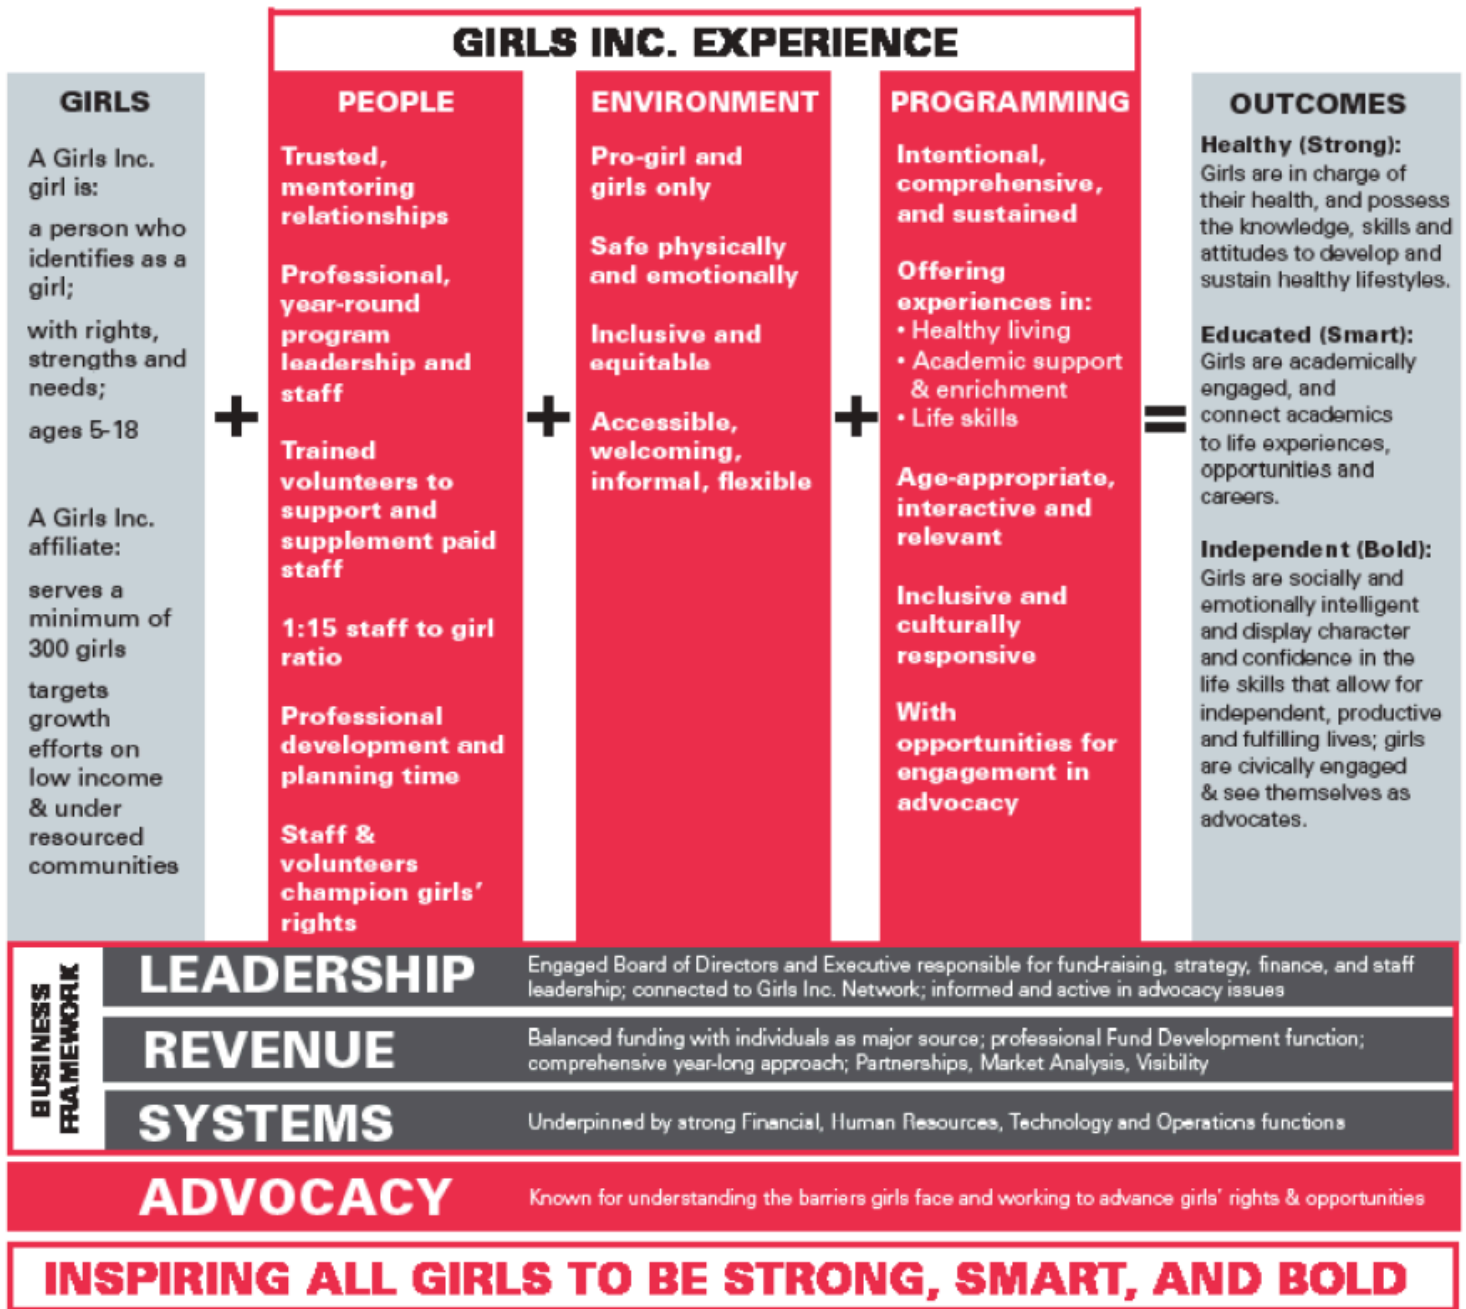 GIRLS INC. EXPERIENCE
GIRLS
A Girls Inc.
girl is:
a person who
identifies as a
girl;
with rights,
strengths and
needs;
ages 5-18
A Girls Inc.
affiliate:
serves a
minimum of
300 girls
targets
growth
efforts on
low income
& under
resourced
communities
+
PEOPLE
Trusted,
mentoring
relationships
Professional,
year-round
program
leadership and
staff
Trained
volunteers to
support and
supplement paid
staff
1:15 staff to girl
ratio
Professional
development and
planning time
Staff &
volunteers
champion girls'
rights
+
ENVIRONMENT
Pro-girl and
girls only
Safe physically
and emotionally
Inclusive and
equitable
Accessible,
welcoming,
informal, flexible
+
PROGRAMMING
Intentional,
comprehensive,
and sustained
Offering
experiences in:
• Healthy living
• Academic support
& enrichment
• Life skills
Age-appropriate,
interactive and
relevant
Inclusive and
culturally
responsive
With
opportunities for
engagement in
advocacy
=
OUTCOMES
Healthy (Strong):
Girls are in charge of
their health, and possess
the knowledge, skills and
attitudes to develop and
sustain healthy lifestyles.
Educated (Smart):
Girls are academically
engaged, and
connect academics
to life experiences,
opportunities and
careers.
Independent (Bold):
Girls are socially and
emotionally intelligent
and display character
and confidence in the
life skills that allow for
independent, productive
and fulfilling lives; girls
are civically engaged
& see themselves as
advocates.
BUSINESS
FRAMEWORK
LEADERSHIP
Engaged Board of Directors and Executive responsible for fund-raising, strategy, finance, and staff
leadership; connected to Girls Inc. Network; informed and active in advocacy issues
REVENUE
Balanced funding with individuals as major source; professional Fund Development function;
comprehensive year-long approach; Partnerships, Market Analysis, Visibility
SYSTEMS
Underpinned by strong Financial, Human Resources, Technology and Operations functions
ADVOCACY
Known for understanding the barriers girls face and working to advance girls' rights & opportunities
INSPIRING ALL GIRLS TO BE STRONG, SMART, AND BOLD